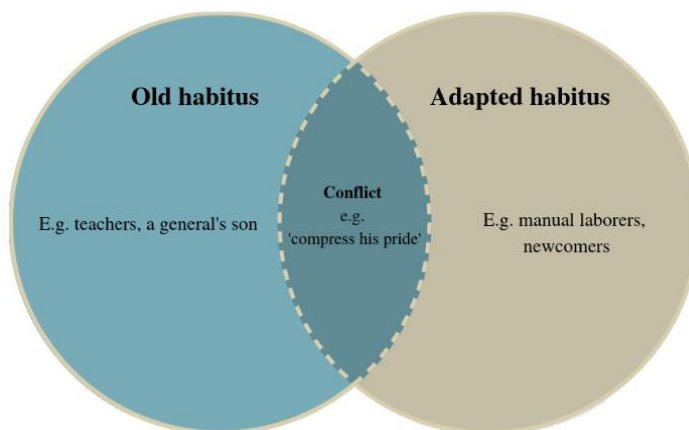 Old habitus
Adapted habitus
Conflict
e.g.
'compress his pride'
E.g. teachers, a general's son
E.g. manual laborers,
newcomers